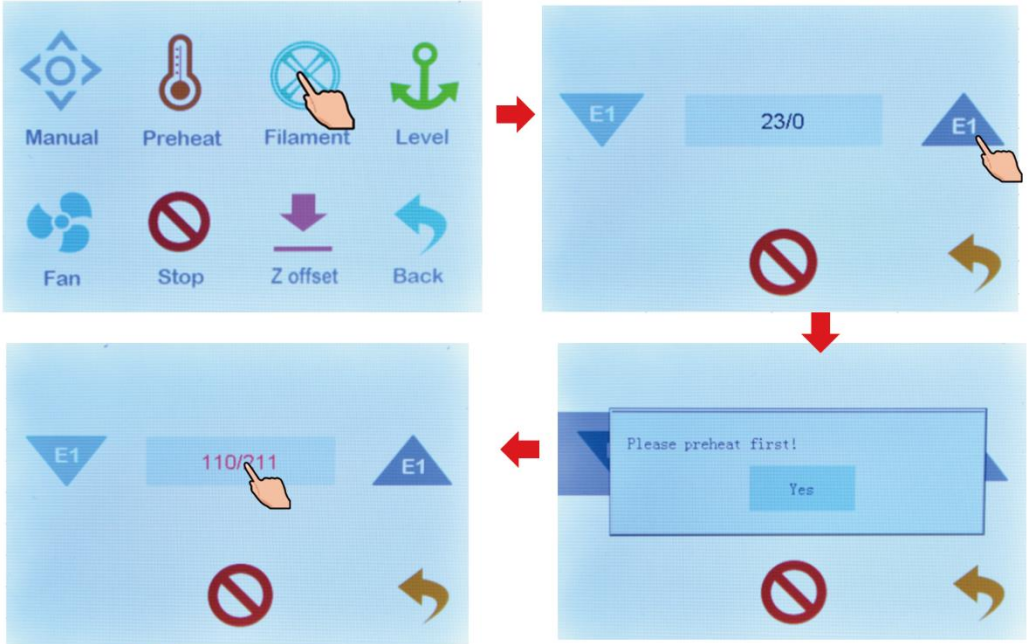 Manual Preheat Filament Level
Fan Stop Z offset Back
E1 23/0 E1
Please preheat first!
Yes
E1 110/211 E1